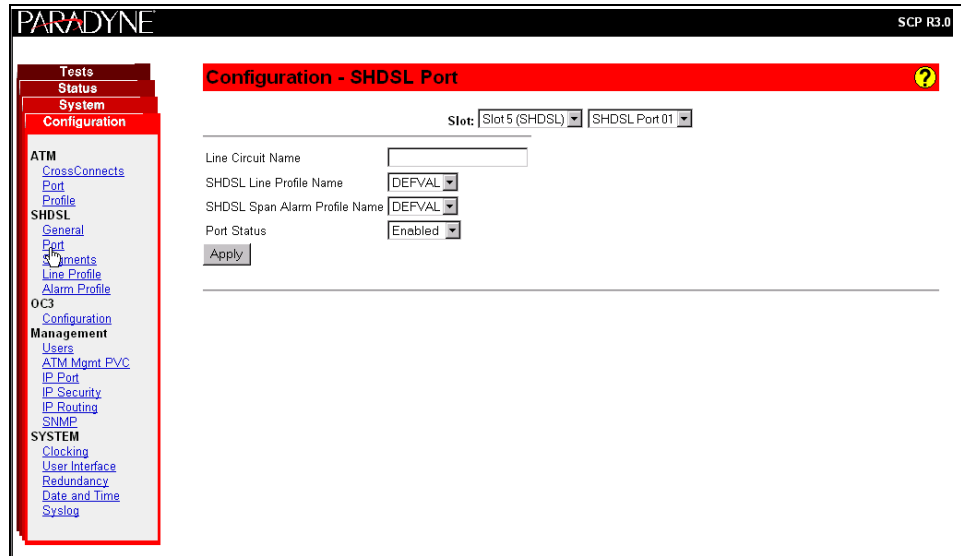 PARADYNE
SCP R3.0
Tests
Status
System
Configuration
ATM
CrossConnects
Port
Profile
SHDSL
General
Port
Segments
Line Profile
Alarm Profile
OC3
Configuration
Management
Users
ATM Mgmt PVC
IP Port
IP Security
IP Routing
SNMP
SYSTEM
Clocking
User Interface
Redundancy
Date and Time
Syslog
Configuration - SHDSL Port
?
Slot: Slot 5 (SHDSL) SHDSL Port 01
Line Circuit Name
SHDSL Line Profile Name DEFVAL
SHDSL Span Alarm Profile Name DEFVAL
Port Status Enabled
Apply